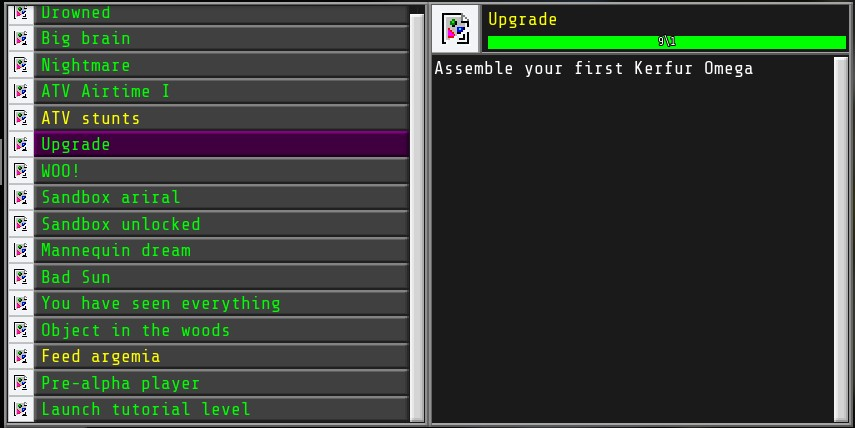 Drowned
Big brain
Nightmare
ATV Airtime I
ATV stunts
Upgrade
WOO!
Sandbox ariral
Sandbox unlocked
Mannequin dream
Bad Sun
You have seen everything
Object in the woods
Feed argemia
Pre-alpha player
Launch tutorial level
Upgrade
9\1
Assemble your first Kerfur Omega